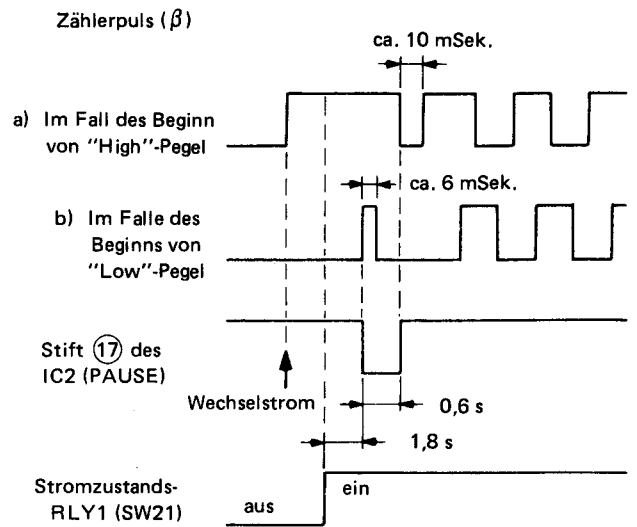 Zählerpuls (β)
ca. 10 mSek.
a) Im Fall des Beginn
von "High"-Pegel
ca. 6 mSek.
b) Im Falle des
Beginns von
"Low"-Pegel
Stift 17 des
IC2 (PAUSE)
Wechselstrom
0,6 s
1,8 s
Stromzustands-
RLY1 (SW21)
aus
ein